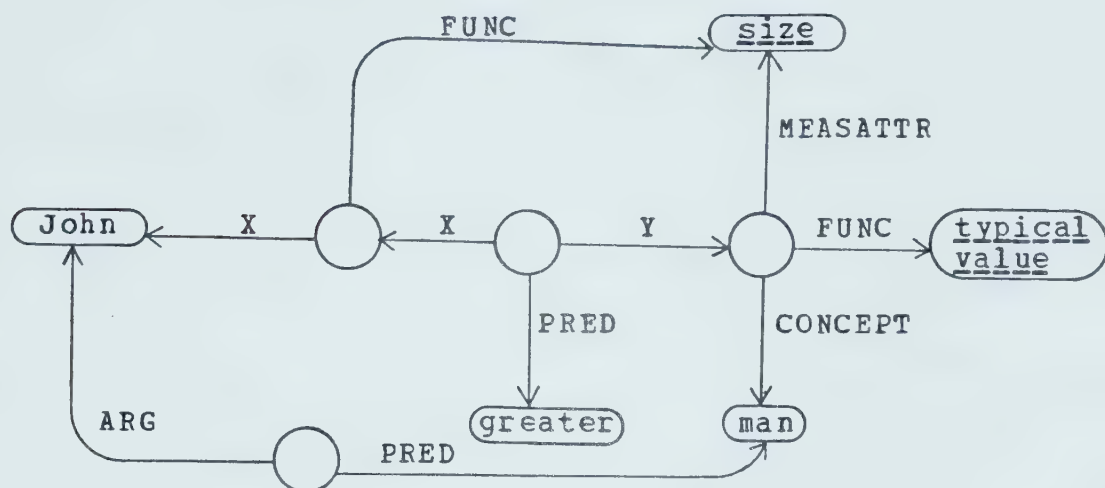 FUNC
size
MEASATTR
John
X
X
Y
FUNC
typical
value
PRED
CONCEPT
ARG
greater
man
PRED